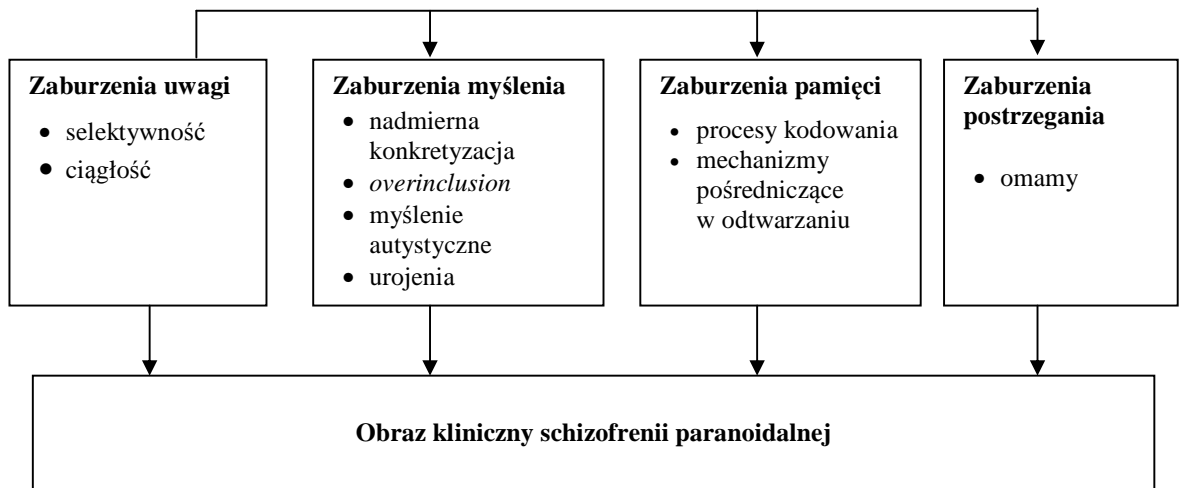 Zaburzenia uwagi
• selektywność
• ciągłość
Zaburzenia myślenia
• nadmierna
konkretyzacja
• overinclusion
• myślenie
autystyczne
• urojenia
Zaburzenia pamięci
• procesy kodowania
• mechanizmy
pośredniczące
w odtwarzaniu
Zaburzenia
postrzegania
• omamy
Obraz kliniczny schizofrenii paranoidalnej